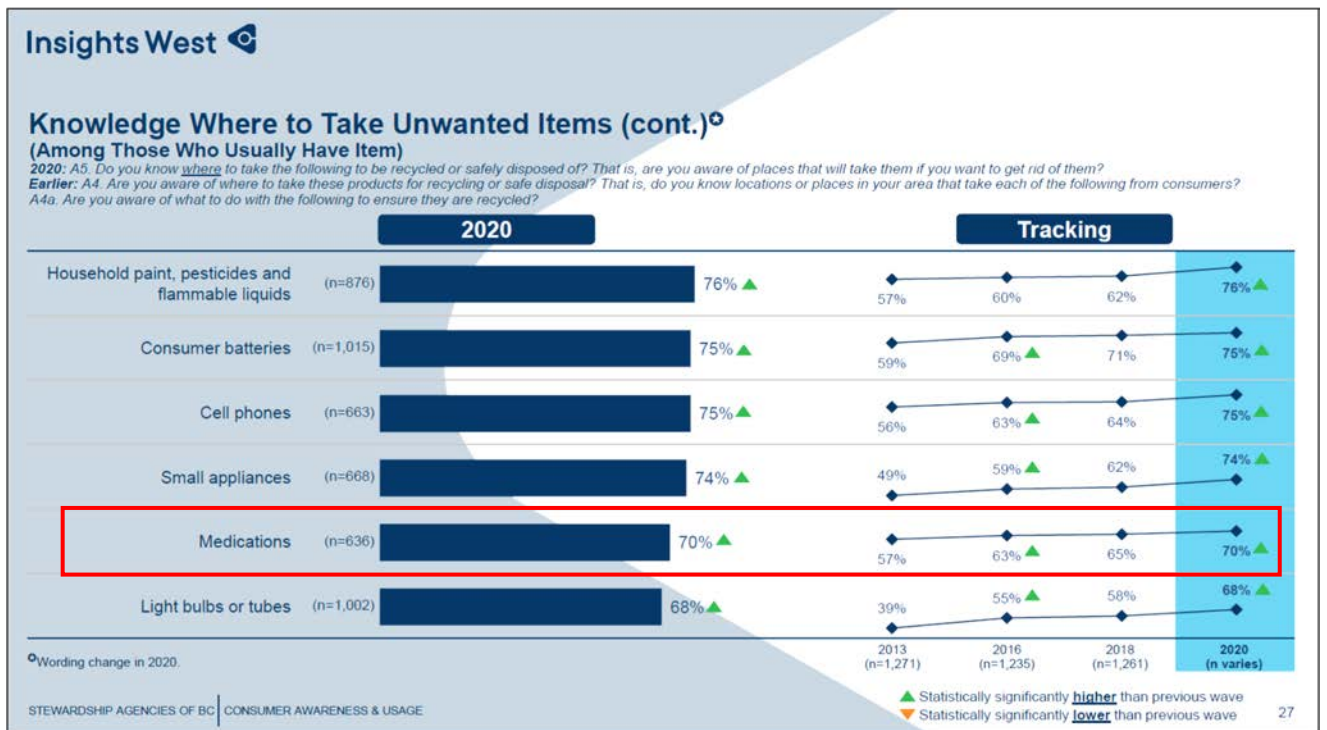 Insights West
Knowledge Where to Take Unwanted Items (cont.)✪
(Among Those Who Usually Have Item)
2020: A5. Do you know where to take the following to be recycled or safely disposed of? That is, are you aware of places that will take them if you want to get rid of them?
Earlier: A4. Are you aware of where to take these products for recycling or safe disposal? That is, do you know locations or places in your area that take each of the following from consumers?
A4a. Are you aware of what to do with the following to ensure they are recycled?
2020 Tracking
Household paint, pesticides and
flammable liquids
(n=876) 76% 57% 60% 62% 76%
Consumer batteries (n=1,015) 75% 59% 69% 71% 75%
Cell phones (n=663) 75% 56% 63% 64% 75%
Small appliances (n=668) 74% 49% 59% 62% 74%
Medications (n=636) 70% 57% 63% 65% 70%
Light bulbs or tubes (n=1,002) 68% 39% 55% 58% 68%
2013 2016 2018 2020
(n=1,271) (n=1,235) (n=1,261) (n varies)
✪Wording change in 2020.
▲ Statistically significantly higher than previous wave
▼ Statistically significantly lower than previous wave
STEWARDSHIP AGENCIES OF BC | CONSUMER AWARENESS & USAGE
27